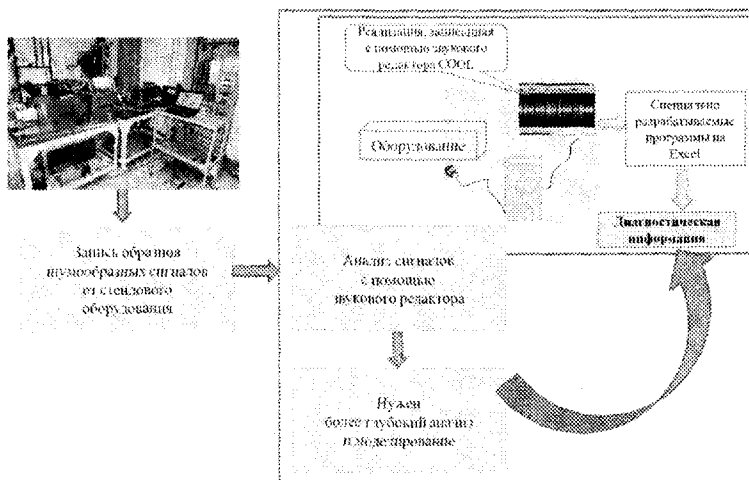 Реализация, записанная
с помощью звукового
редактора COOL
Оборудование
Специально
разрабатываемые
программы на
Excel
Диагностическая
информация
Запись образцов
шумообразных сигналов
от стендового
оборудования
Анализ сигналов
с помощью
звукового редактора
Нужен
более глубокий анализ
и моделирование